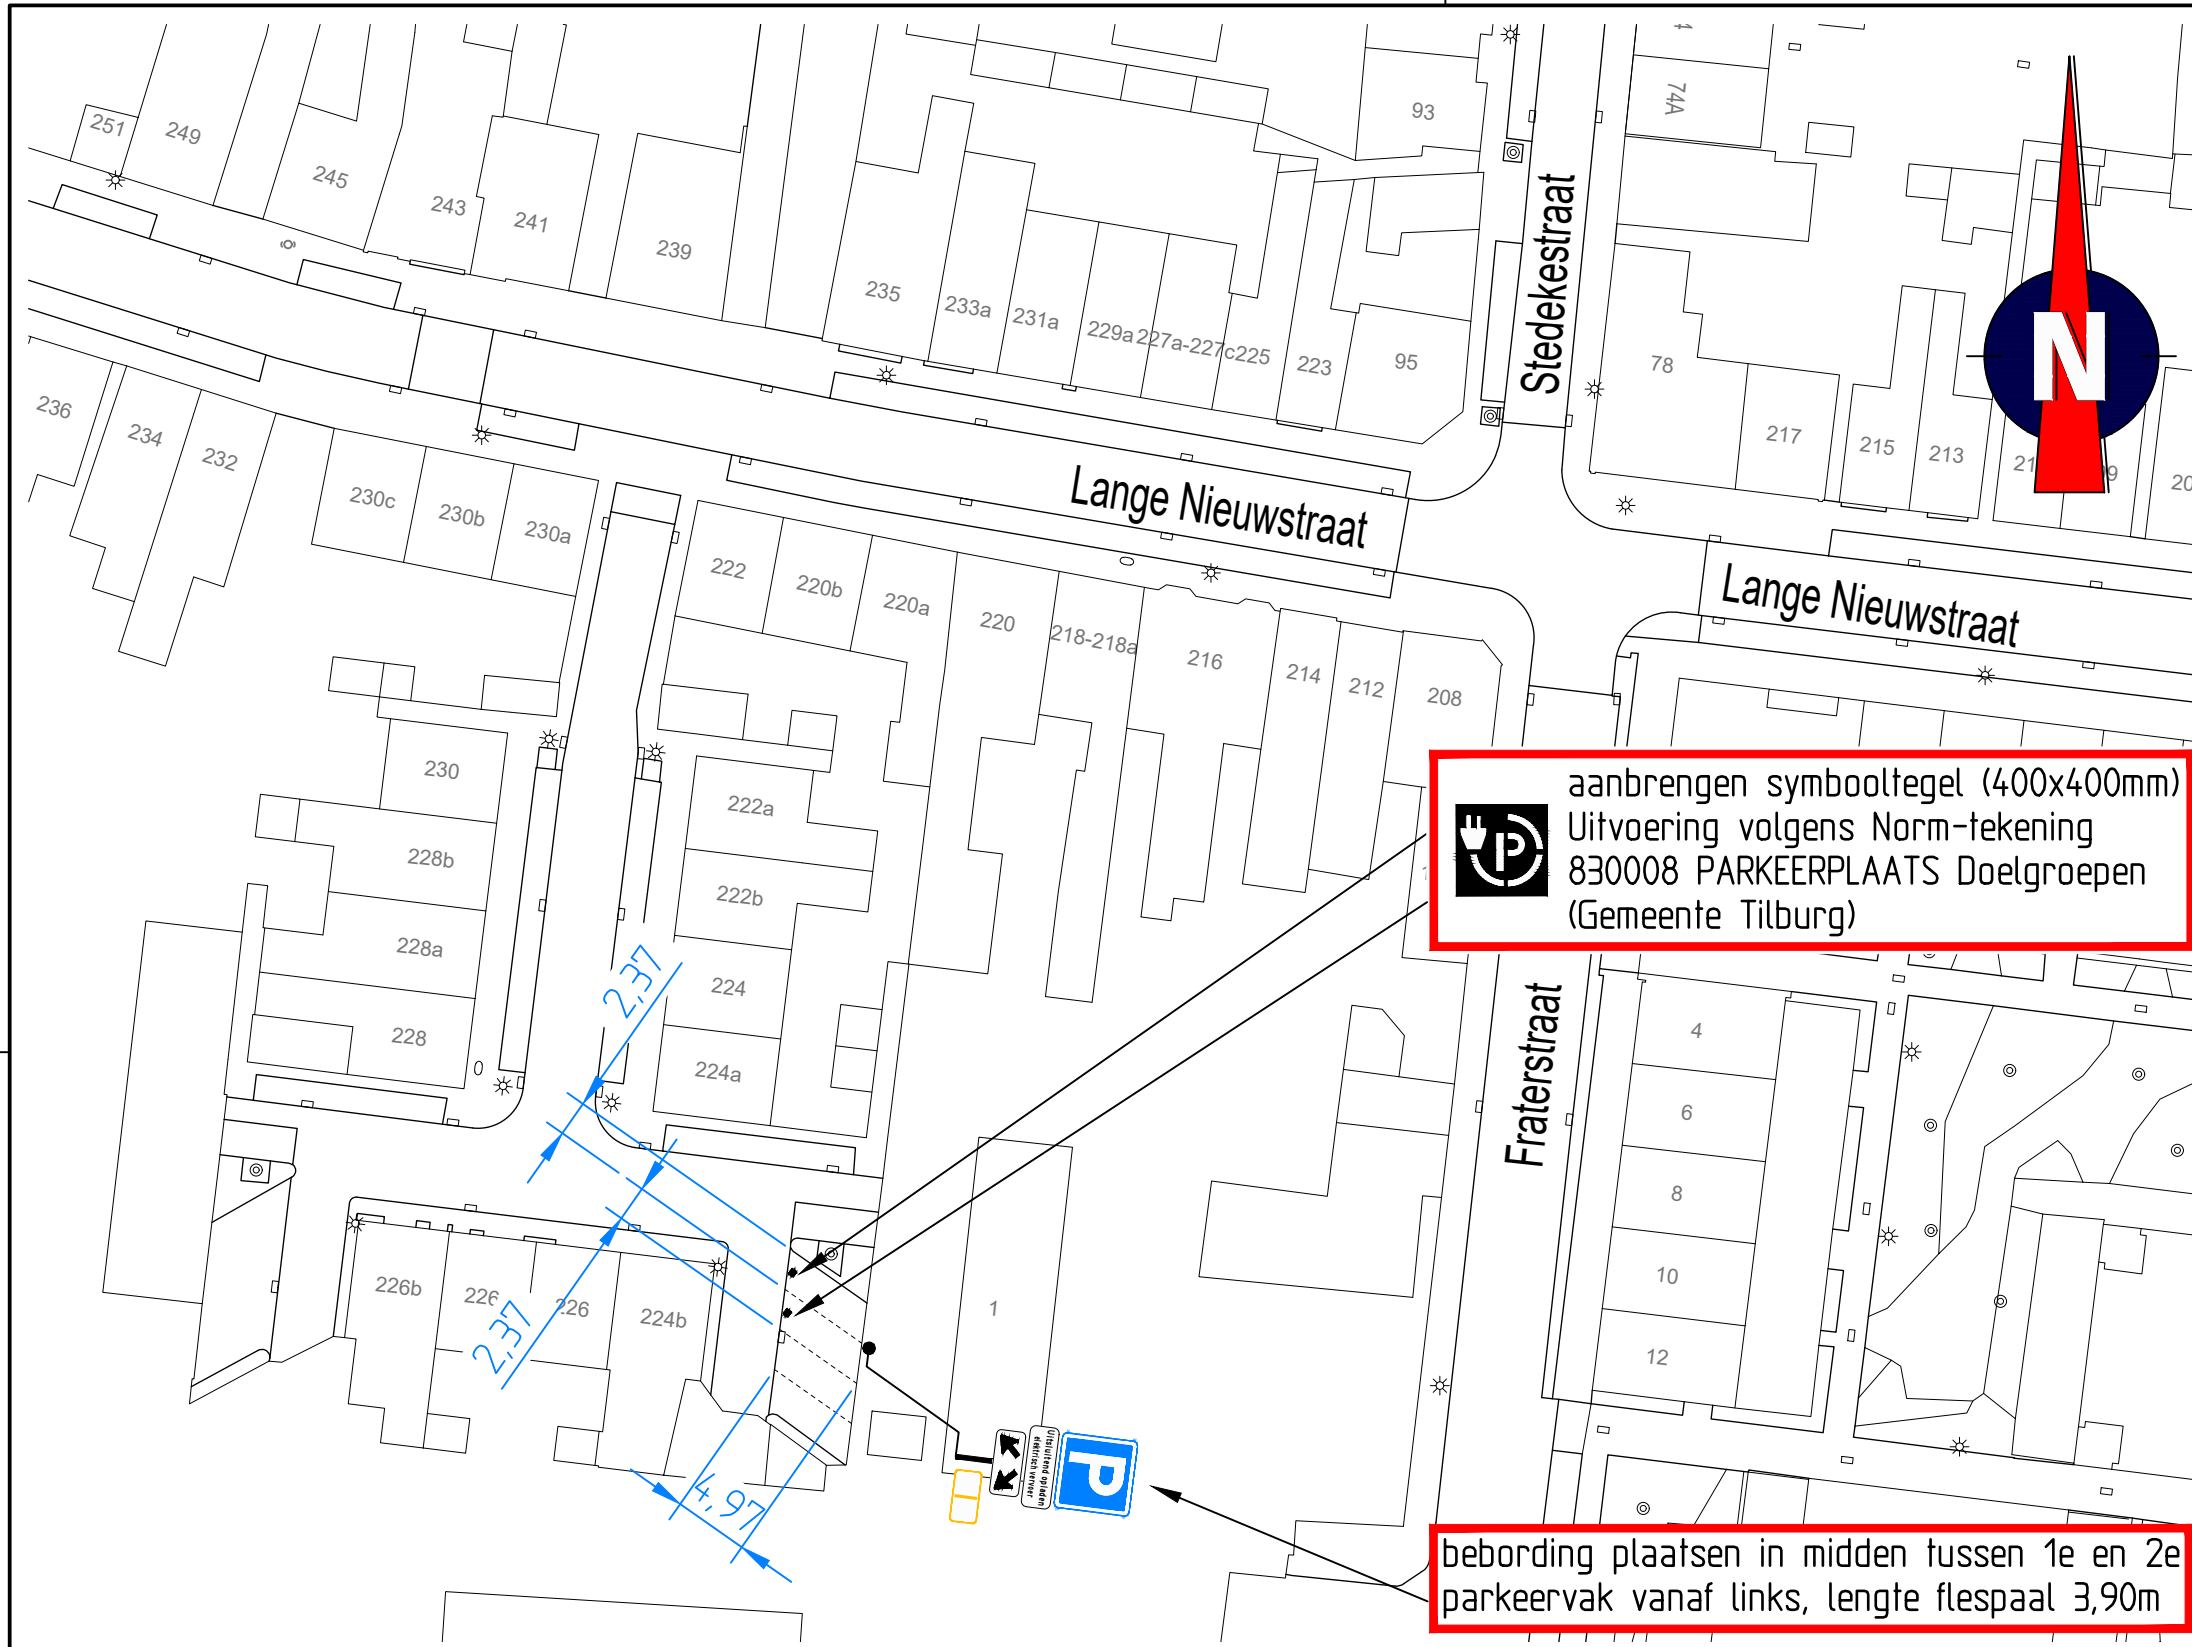 251
249
245
243
241
239
235
233a
231a
229a
227a-227c
225
223
95
93
74A
78
217
215
213
N
Stedekestraat
Lange Nieuwstraat
Lange Nieuwstraat
236
234
232
230c
230b
230a
222
220b
220a
220
218-218a
216
214
212
208
230
228b
228a
228
222a
222b
224
224a
aanbrengen symbooltegel (400x400mm)
Uitvoering volgens Norm-tekening
830008 PARKEERPLAATS Doelgroepen
(Gemeente Tilburg)
P
Fraterstraat
4
6
8
10
12
2,37
2,37
4,97
226b
226
224b
1
Uitsluitend opladen
elektrisch vervoer
P
bebording plaatsen in midden tussen 1e en 2e
parkeervak vanaf links, lengte flespaal 3,90m